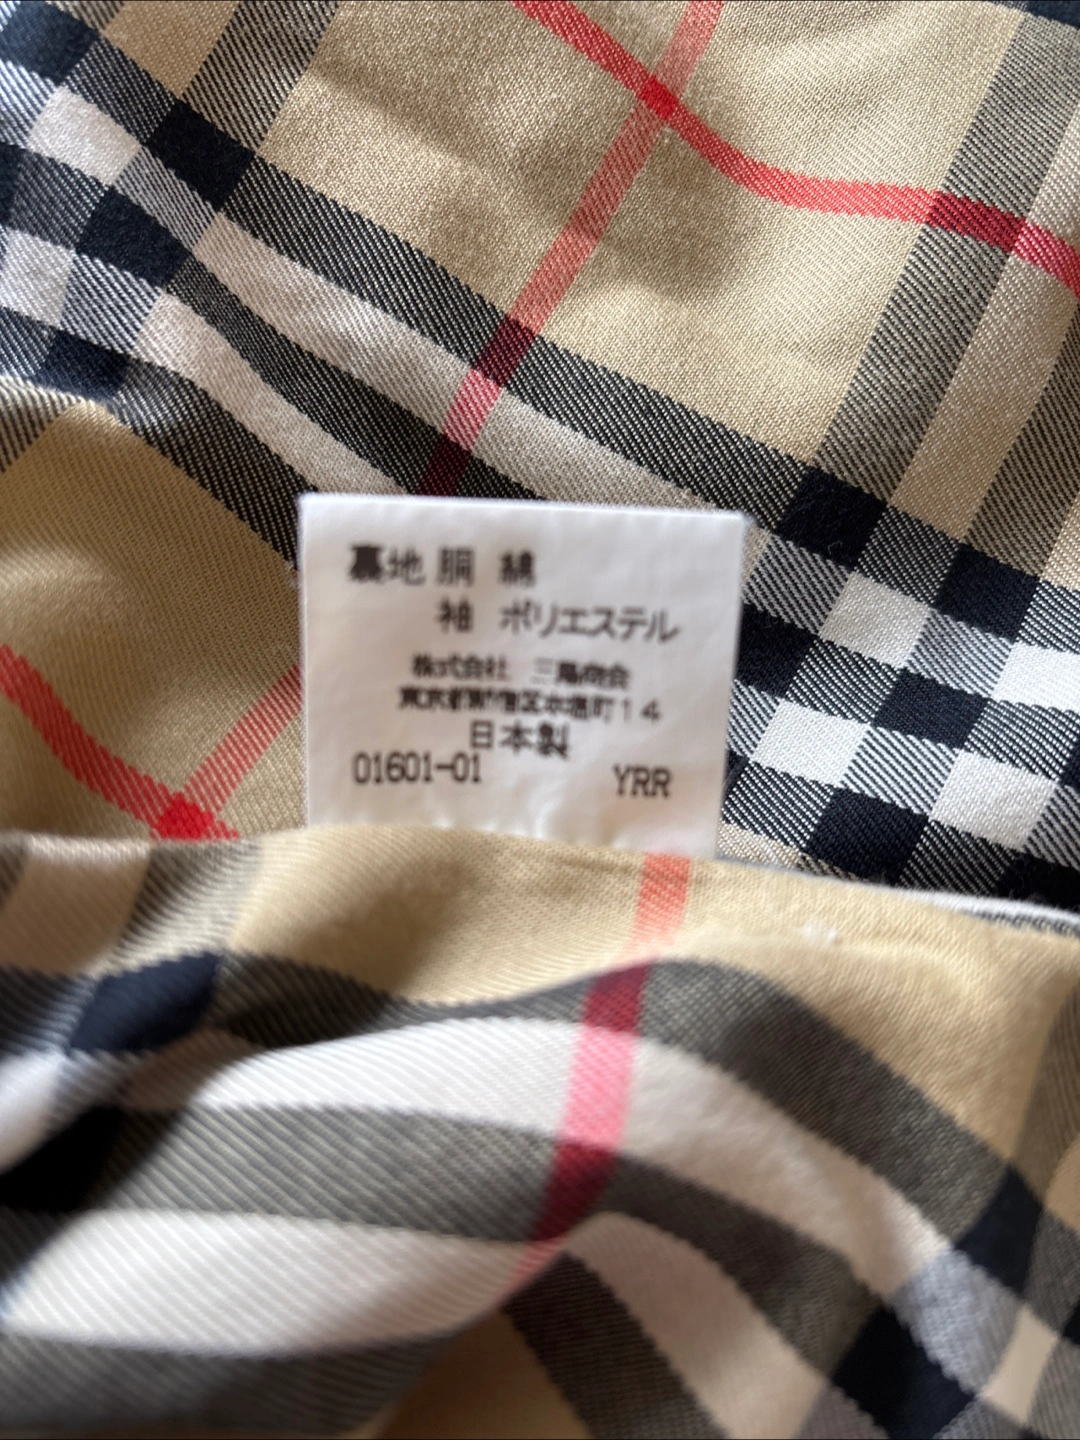 裏地 胴 綿
袖 ポリエステル
株式会社 三陽商会
東京都新宿区本塩町14
日本製
01601-01 YRR